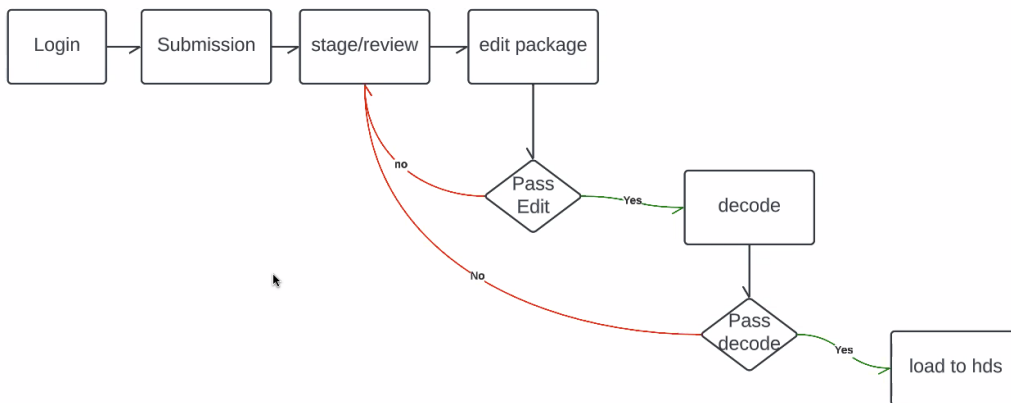 Login
Submission
stage/review
edit package
no
Pass
Edit
Yes
decode
No
Pass
decode
Yes
load to hds